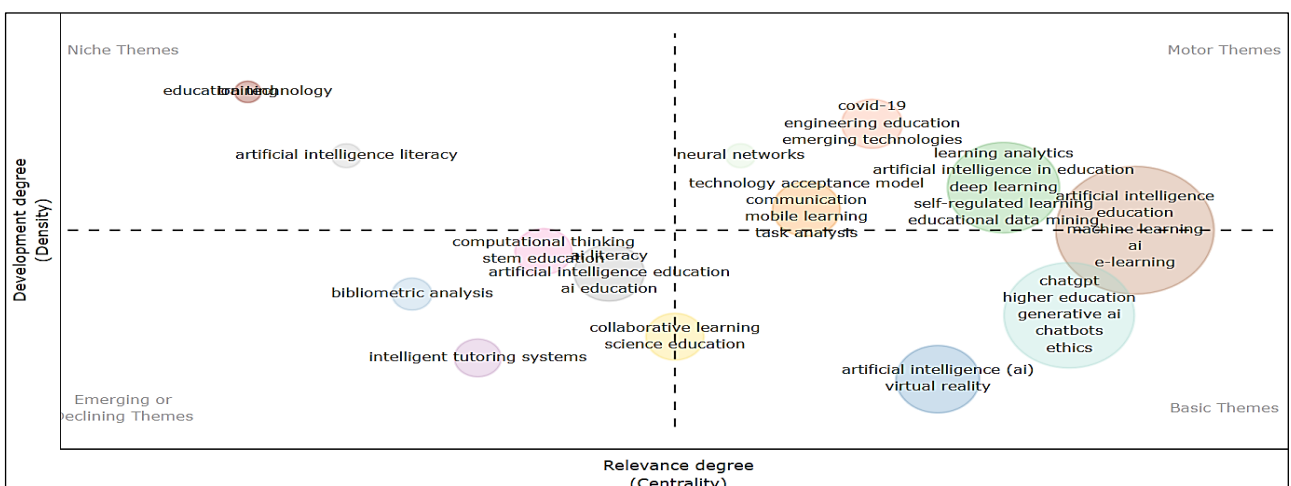 Niche Themes
Motor Themes
education technology
training
covid-19
engineering education
emerging technologies
artificial intelligence literacy
neural networks
learning analytics
artificial intelligence in education
deep learning
self-regulated learning
educational data mining
technology acceptance model
communication
mobile learning
task analysis
artificial intelligence
education
machine learning
ai
e-learning
computational thinking
stem education
ai literacy
artificial intelligence education
ai education
bibliometric analysis
chatgpt
higher education
generative ai
chatbots
ethics
collaborative learning
science education
intelligent tutoring systems
artificial intelligence (ai)
virtual reality
Emerging or
Declining Themes
Basic Themes
Development degree
(Density)
Relevance degree
(Centrality)